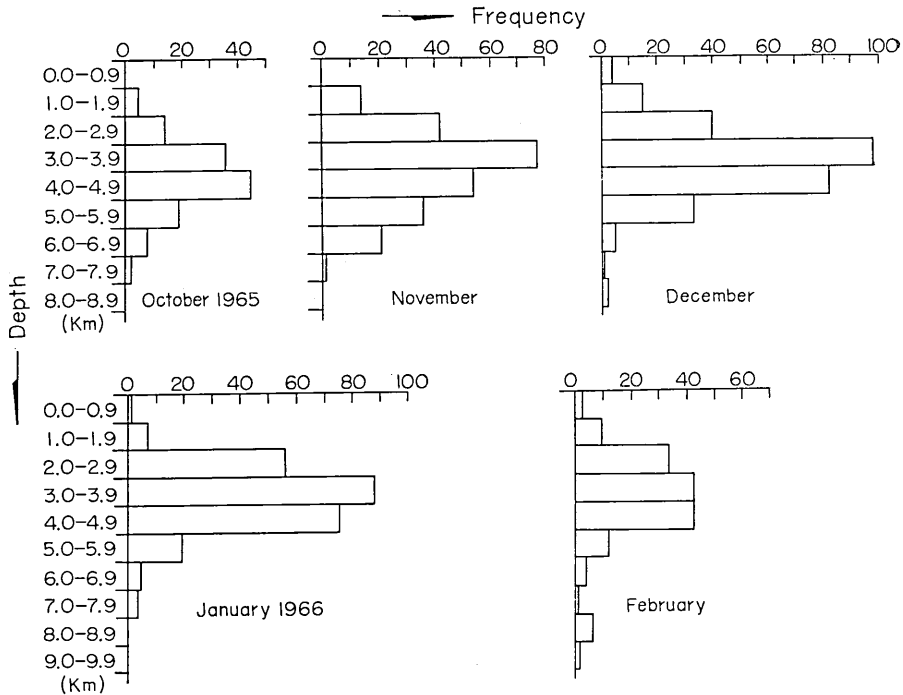 Frequency
0 20 40
0 20 40 60 80
0 20 40 60 80 100
0.0-0.9
1.0-1.9
2.0-2.9
3.0-3.9
4.0-4.9
5.0-5.9
6.0-6.9
7.0-7.9
8.0-8.9
(Km)
October 1965
November
December
Depth
0 20 40 60 80 100
0 20 40 60
0.0-0.9
1.0-1.9
2.0-2.9
3.0-3.9
4.0-4.9
5.0-5.9
6.0-6.9
7.0-7.9
8.0-8.9
9.0-9.9
(Km)
January 1966
February